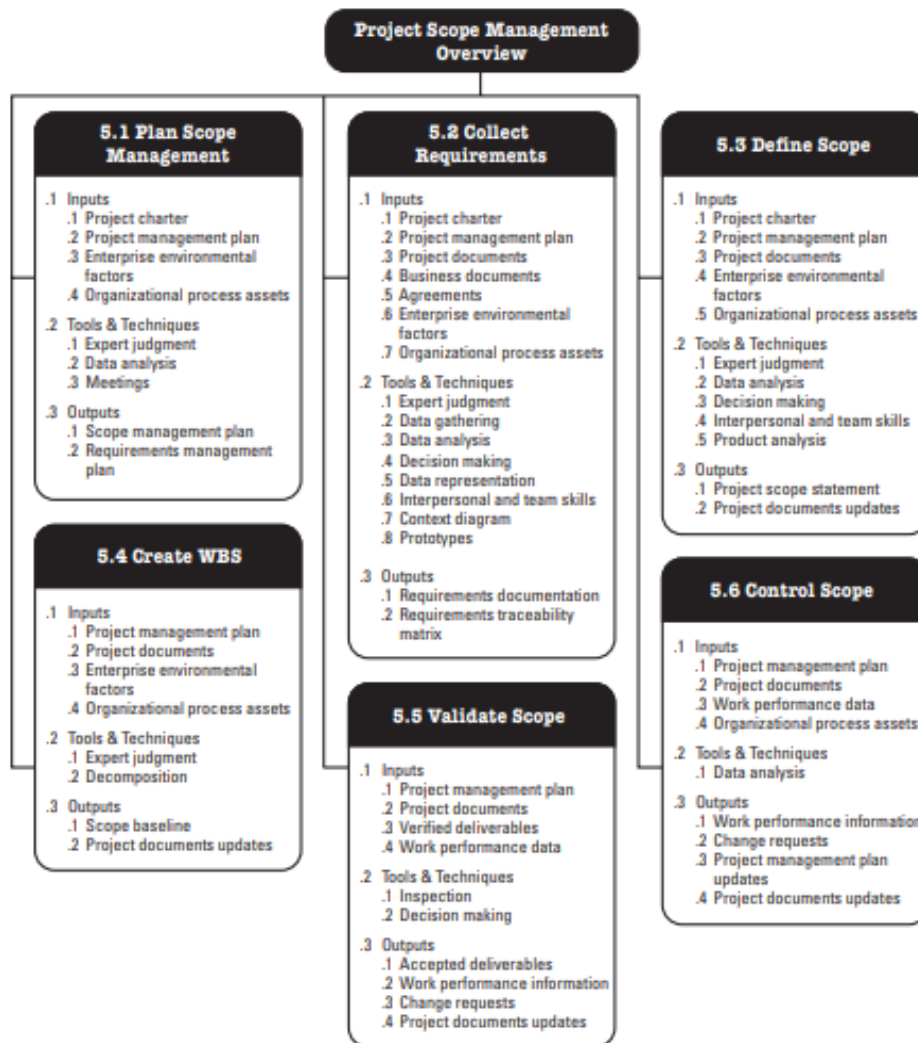 Project Scope Management
Overview
5.1 Plan Scope
Management
.1 Inputs
.1 Project charter
.2 Project management plan
.3 Enterprise environmental
factors
.4 Organizational process assets
.2 Tools & Techniques
.1 Expert judgment
.2 Data analysis
.3 Meetings
.3 Outputs
.1 Scope management plan
.2 Requirements management
plan
5.2 Collect
Requirements
.1 Inputs
.1 Project charter
.2 Project management plan
.3 Project documents
.4 Business documents
.5 Agreements
.6 Enterprise environmental
factors
.7 Organizational process assets
.2 Tools & Techniques
.1 Expert judgment
.2 Data gathering
.3 Data analysis
.4 Decision making
.5 Data representation
.6 Interpersonal and team skills
.7 Context diagram
.8 Prototypes
.3 Outputs
.1 Requirements documentation
.2 Requirements traceability
matrix
5.3 Define Scope
.1 Inputs
.1 Project charter
.2 Project management plan
.3 Project documents
.4 Enterprise environmental
factors
.5 Organizational process assets
.2 Tools & Techniques
.1 Expert judgment
.2 Data analysis
.3 Decision making
.4 Interpersonal and team skills
.5 Product analysis
.3 Outputs
.1 Project scope statement
.2 Project documents updates
5.4 Create WBS
.1 Inputs
.1 Project management plan
.2 Project documents
.3 Enterprise environmental
factors
.4 Organizational process assets
.2 Tools & Techniques
.1 Expert judgment
.2 Decomposition
.3 Outputs
.1 Scope baseline
.2 Project documents updates
5.5 Validate Scope
.1 Inputs
.1 Project management plan
.2 Project documents
.3 Verified deliverables
.4 Work performance data
.2 Tools & Techniques
.1 Inspection
.2 Decision making
.3 Outputs
.1 Accepted deliverables
.2 Work performance information
.3 Change requests
.4 Project documents updates
5.6 Control Scope
.1 Inputs
.1 Project management plan
.2 Project documents
.3 Work performance data
.4 Organizational process assets
.2 Tools & Techniques
.1 Data analysis
.3 Outputs
.1 Work performance information
.2 Change requests
.3 Project management plan
updates
.4 Project documents updates